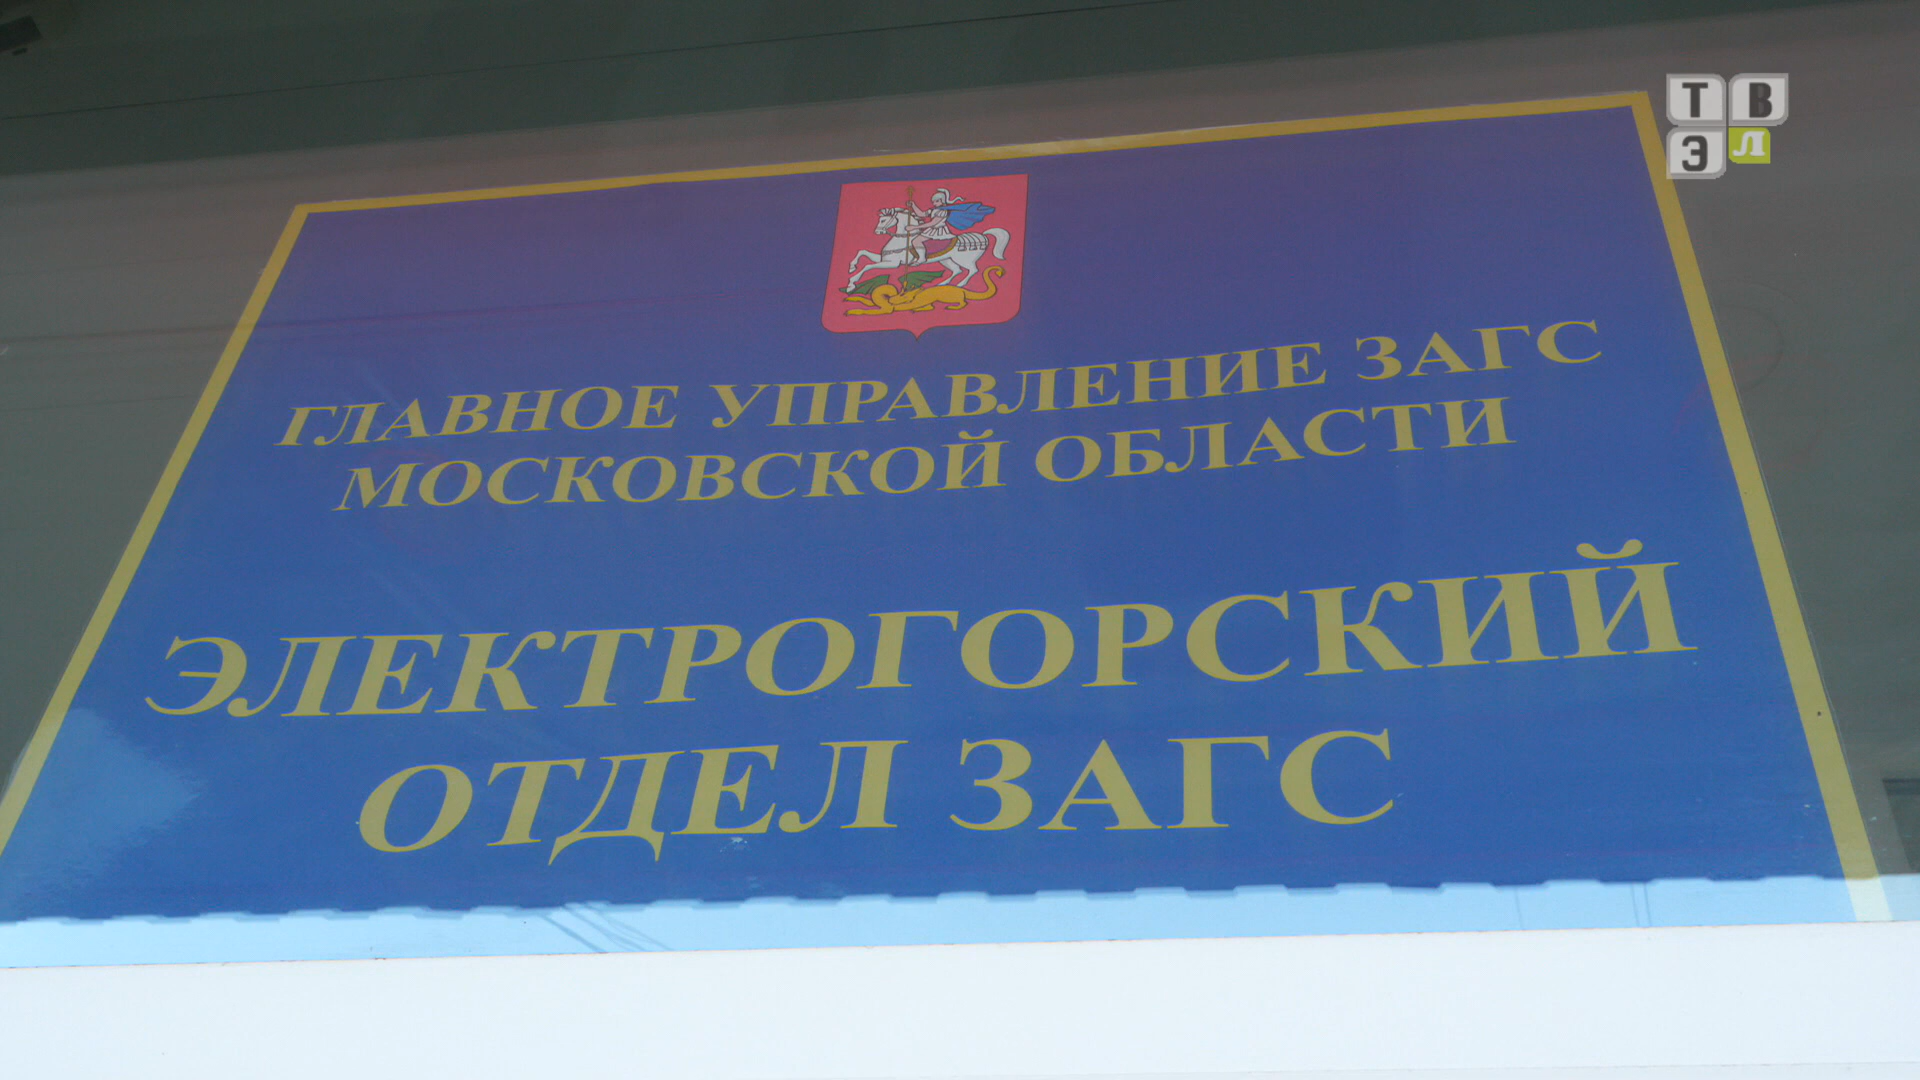 ТВ
ЭЛ
ГЛАВНОЕ УПРАВЛЕНИЕ ЗАГС
МОСКОВСКОЙ ОБЛАСТИ
ЭЛЕКТРОГОРСКИЙ
ОТДЕЛ ЗАГС